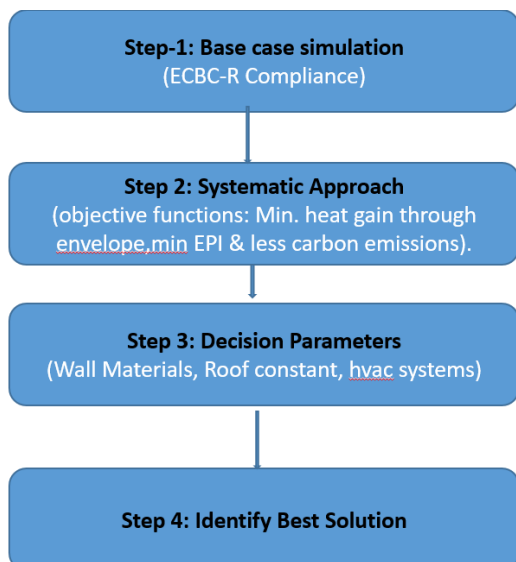 Step-1: Base case simulation
(ECBC-R Compliance)
Step 2: Systematic Approach
(objective functions: Min. heat gain through
envelope,min EPI & less carbon emissions).
Step 3: Decision Parameters
(Wall Materials, Roof constant, hvac systems)
Step 4: Identify Best Solution